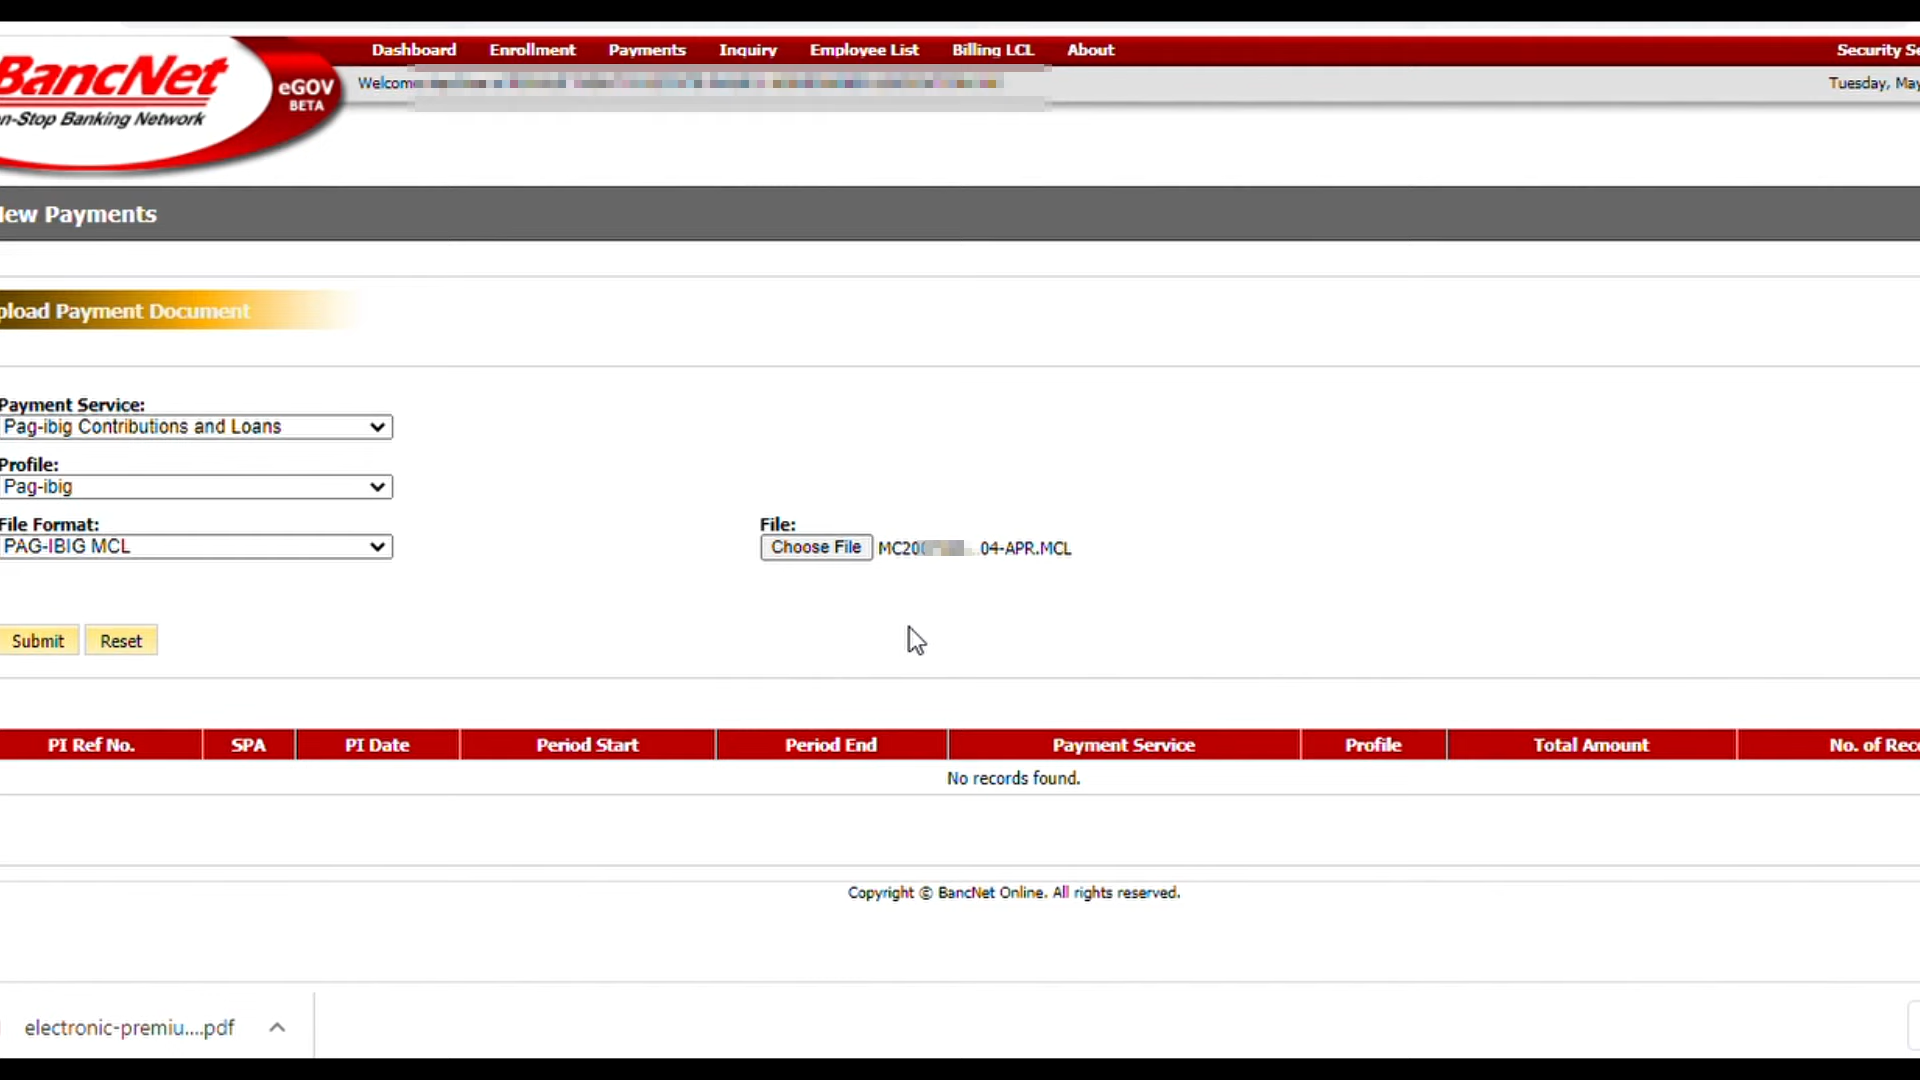 Dashboard Enrollment Payments Inquiry Employee List Billing LCL About Security
BancNet eGOV BETA
Welcome Tuesday,
n-Stop Banking Network
ew Payments
pload Payment Document
Payment Service:
Pag-ibig Contributions and Loans
Profile:
Pag-ibig
File Format: File:
PAG-IBIG MCL Choose File MC20 ...04-APR.MCL
Submit Reset
PI Ref No. SPA PI Date Period Start Period End Payment Service Profile Total Amount No. of Rec
No records found.
Copyright © BancNet Online. All rights reserved.
electronic-premiu....pdf